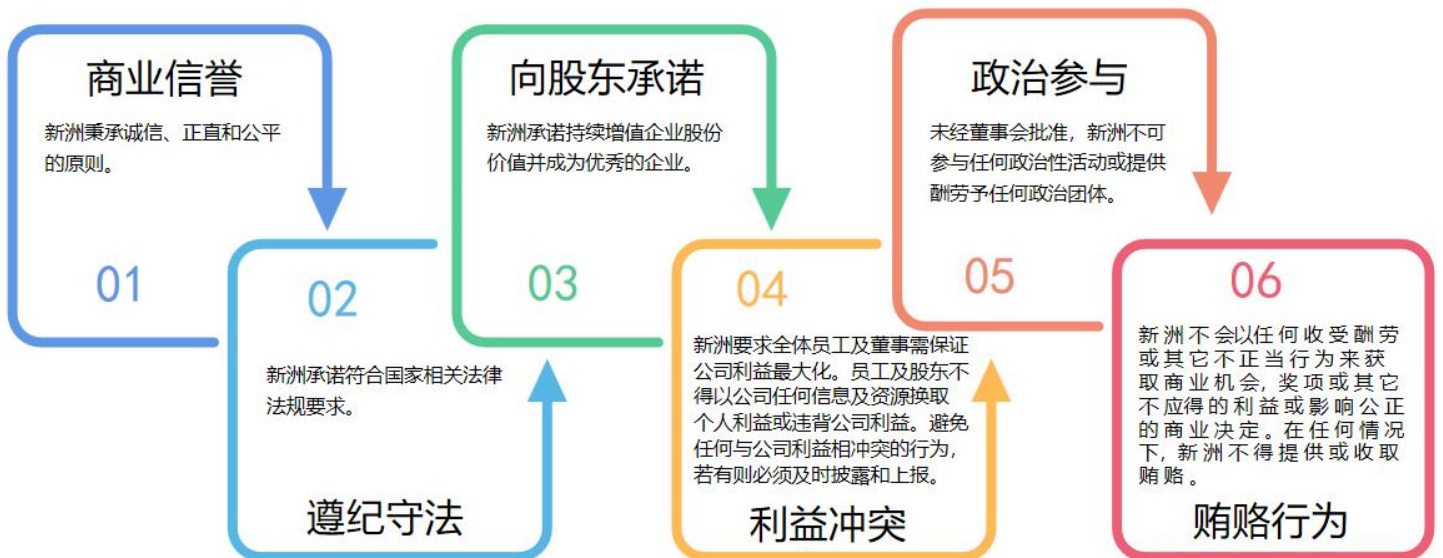 商业信誉
新洲秉承诚信、正直和公平
的原则。
01
02
新洲承诺符合国家相关法律
法规要求。
遵纪守法
向股东承诺
新洲承诺持续增值企业股份
价值并成为优秀的企业。
03
04
新洲要求全体员工及董事需保证
公司利益最大化。员工及股东不
得以公司任何信息及资源换取
个人利益或违背公司利益。避免
任何与公司利益相冲突的行为，
若有则必须及时披露和上报。
利益冲突
政治参与
未经董事会批准，新洲不可
参与任何政治性活动或提供
酬劳予任何政治团体。
05
06
新洲不会以任何收受酬劳
或其它不正当行为来获
取商业机会, 奖项或其它
不应得的利益或影响公正
的商业决定。在任何情况
下, 新洲不得提供或收取
贿赂。
贿赂行为